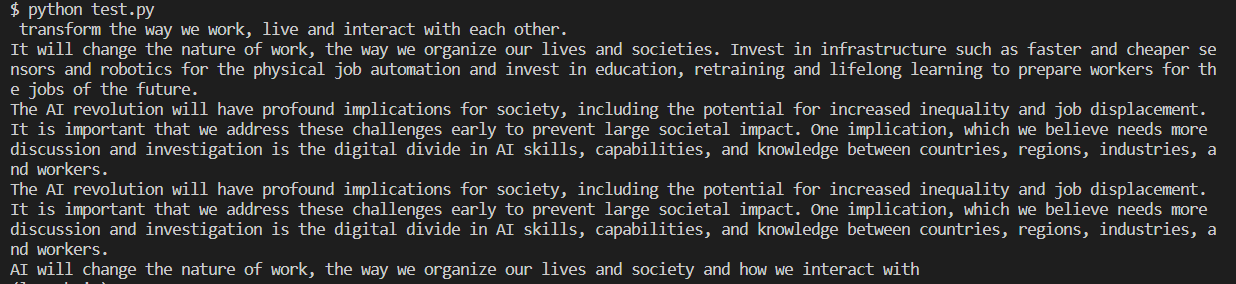 $ python test.py
 transform the way we work, live and interact with each other.
It will change the nature of work, the way we organize our lives and societies. Invest in infrastructure such as faster and cheaper se
nsors and robotics for the physical job automation and invest in education, retraining and lifelong learning to prepare workers for th
e jobs of the future.
The AI revolution will have profound implications for society, including the potential for increased inequality and job displacement.
It is important that we address these challenges early to prevent large societal impact. One implication, which we believe needs more
discussion and investigation is the digital divide in AI skills, capabilities, and knowledge between countries, regions, industries, a
nd workers.
The AI revolution will have profound implications for society, including the potential for increased inequality and job displacement.
It is important that we address these challenges early to prevent large societal impact. One implication, which we believe needs more
discussion and investigation is the digital divide in AI skills, capabilities, and knowledge between countries, regions, industries, a
nd workers.
AI will change the nature of work, the way we organize our lives and society and how we interact with